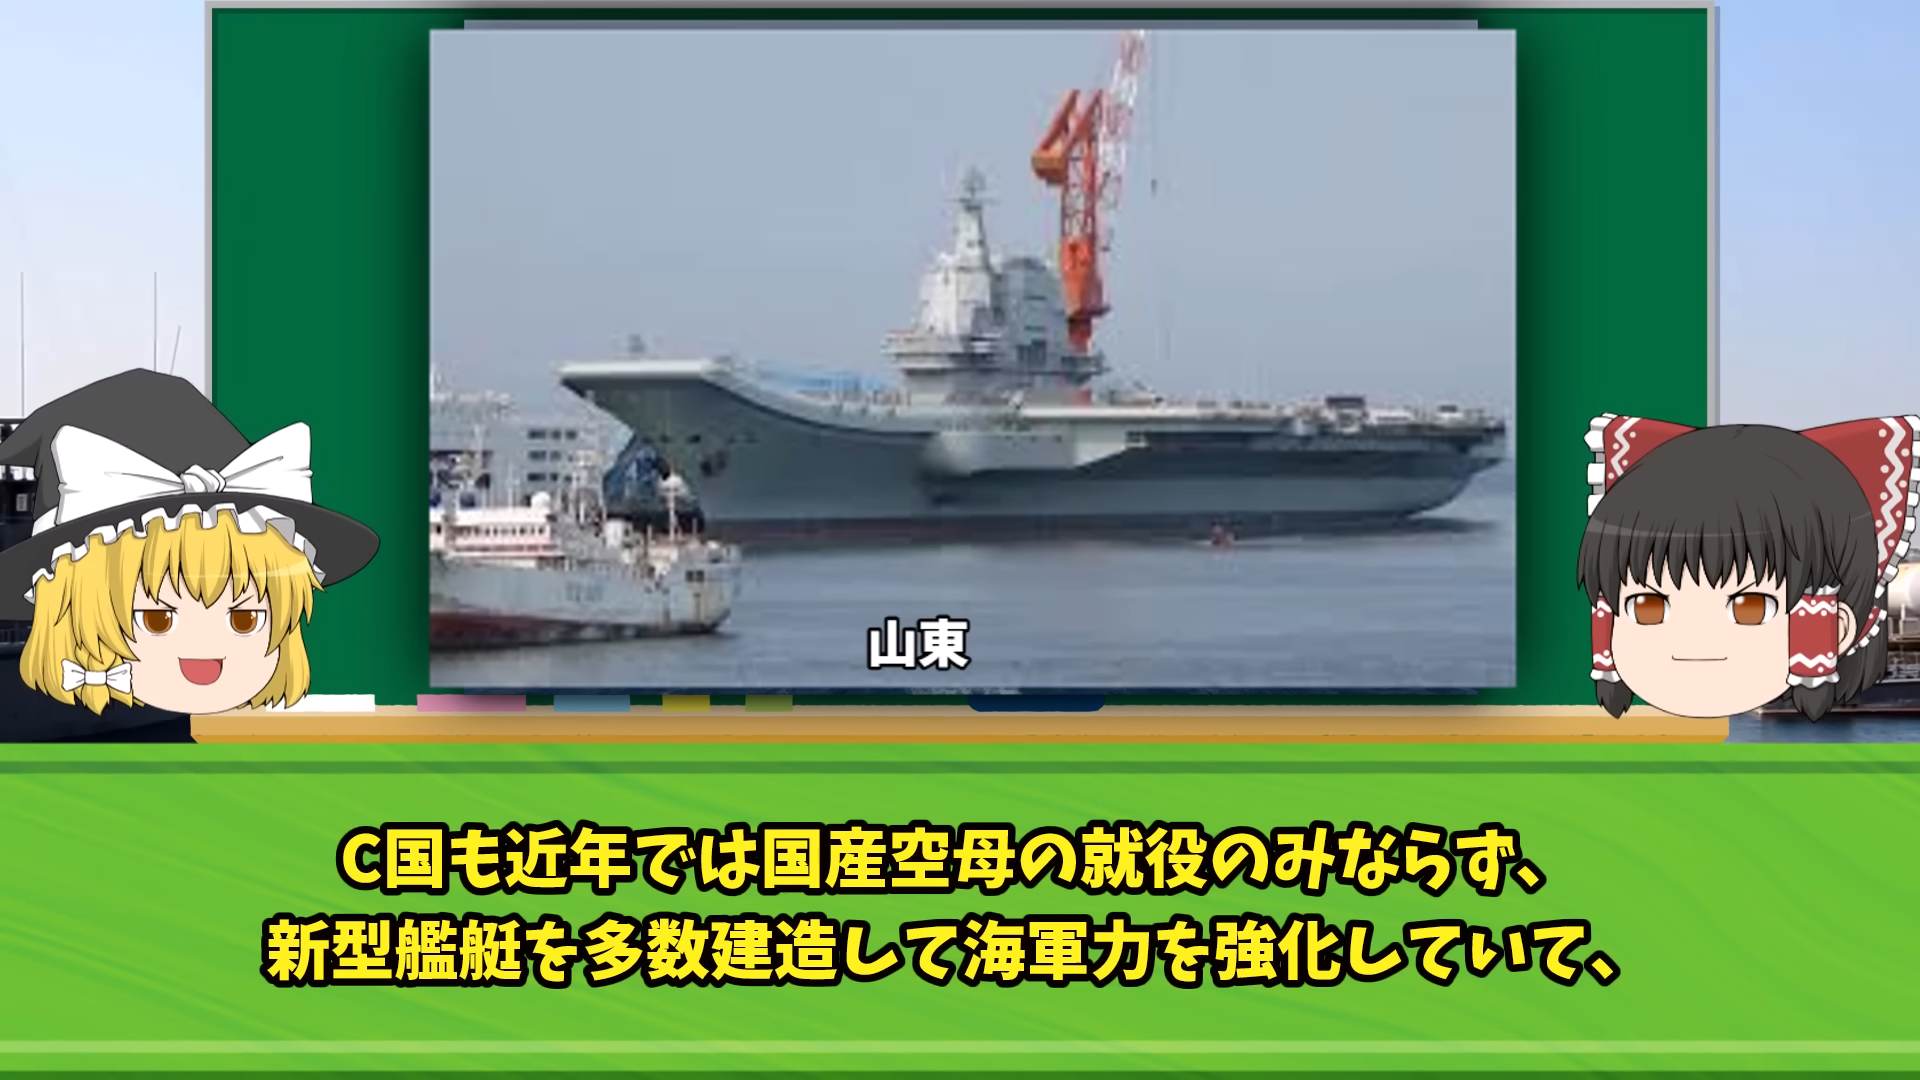 山東
C国も近年では国産空母の就役のみならず、
新型艦艇を多数建造して海軍力を強化していて、